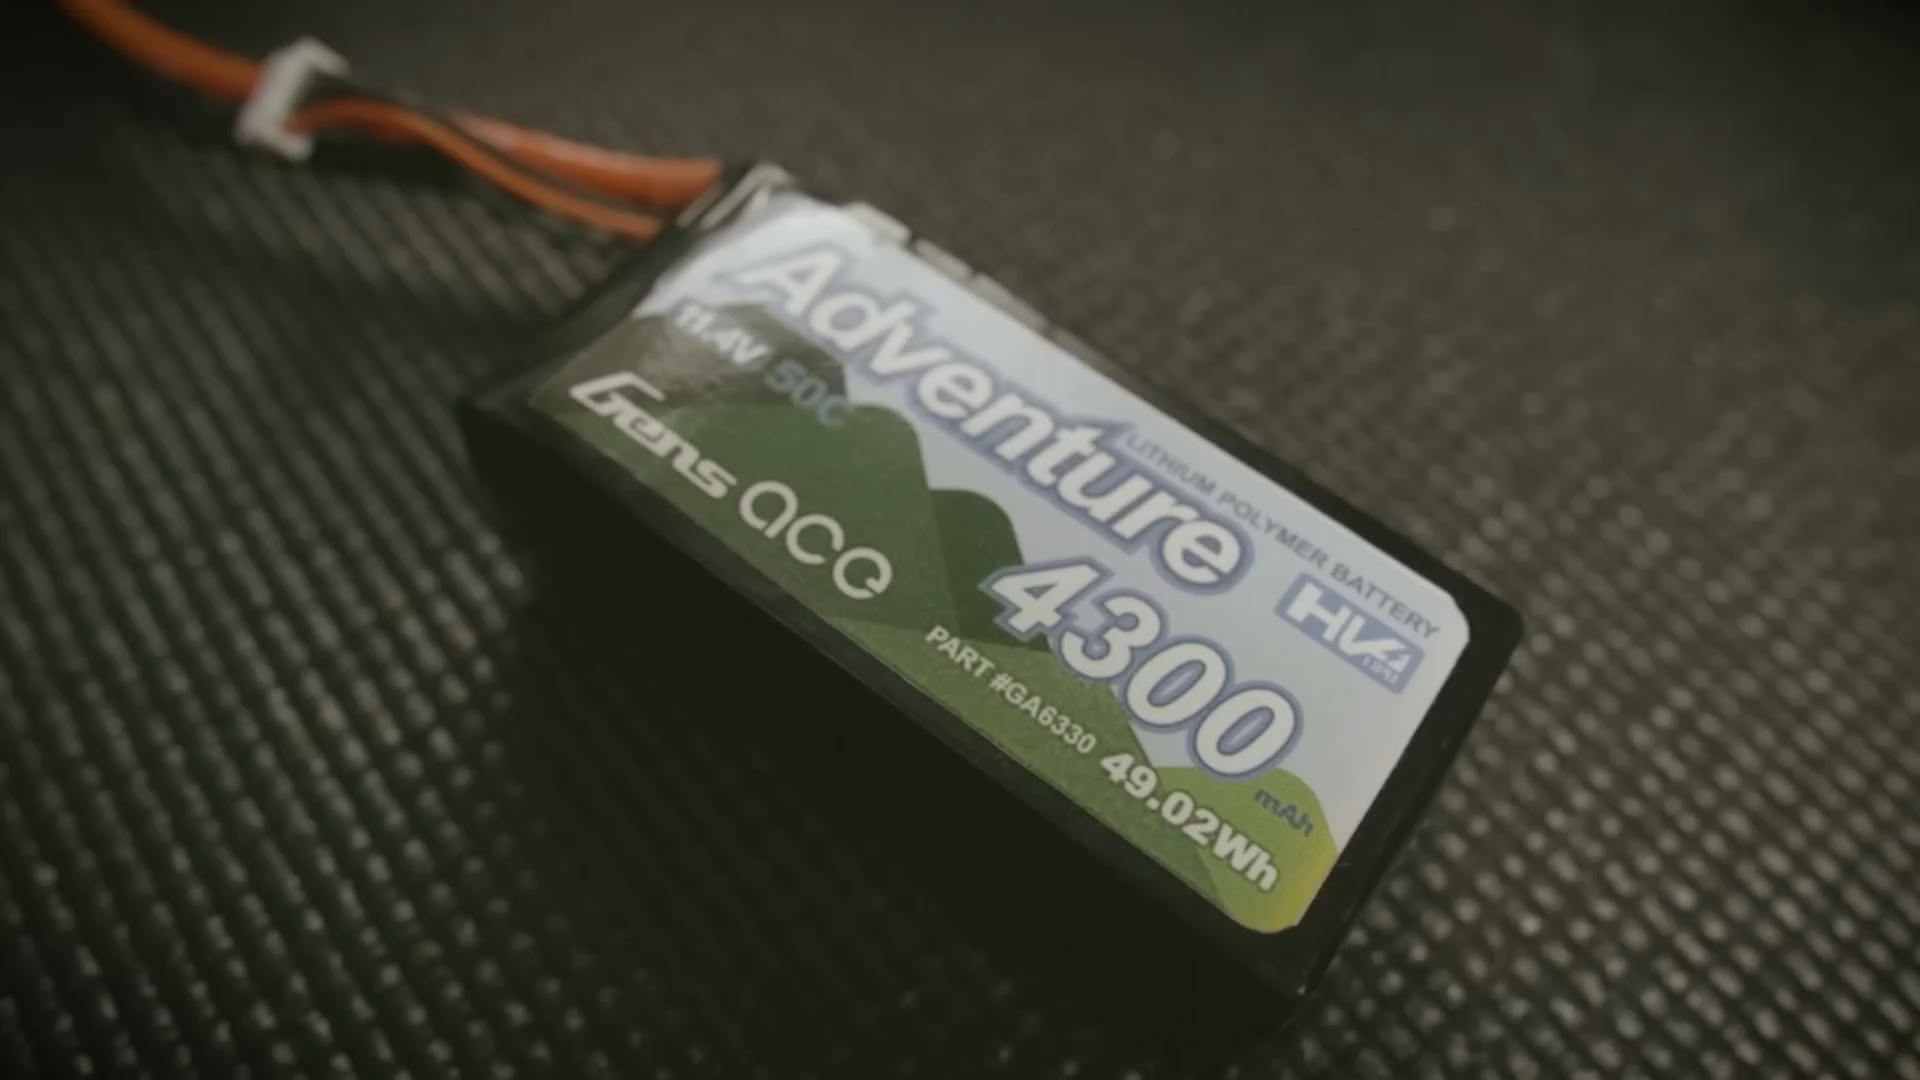 Adventure
LITHIUM POLYMER BATTERY
11.4V 50C
HV
Gens ace
4300
mAh
PART #GA6330 49.02Wh